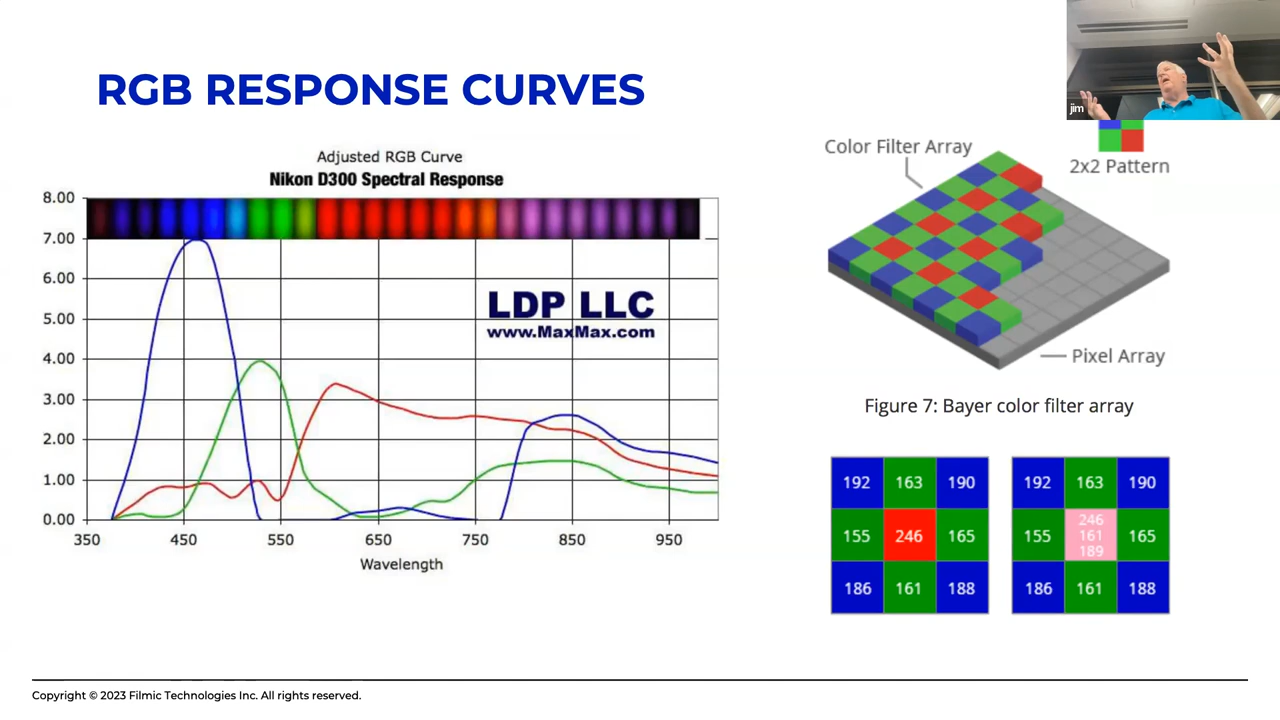 RGB RESPONSE CURVES
jim
Adjusted RGB Curve
Nikon D300 Spectral Response
8.00
7.00
6.00
5.00
4.00
3.00
2.00
1.00
0.00
350
450
550
650
750
850
950
Wavelength
LDP LLC
www.MaxMax.com
Color Filter Array
2x2 Pattern
Pixel Array
Figure 7: Bayer color filter array
192 163 190
155 246 165
186 161 188
192 163 190
155 246 161 189 165
186 161 188
Copyright © 2023 Filmic Technologies Inc. All rights reserved.